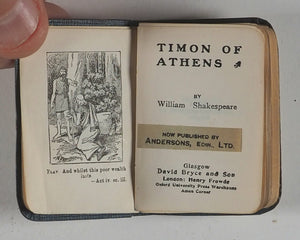 Flav. And whilst this poor wealth
lasts.
—Act iv. sc. iii.
TIMON OF
ATHENS
BY
William Shakespeare
NOW PUBLISHED BY
ANDERSONS, EDIN., LTD.
Glasgow
David Bryce and Son
London: Henry Frowde
Oxford University Press Warehouse
Amen Corner